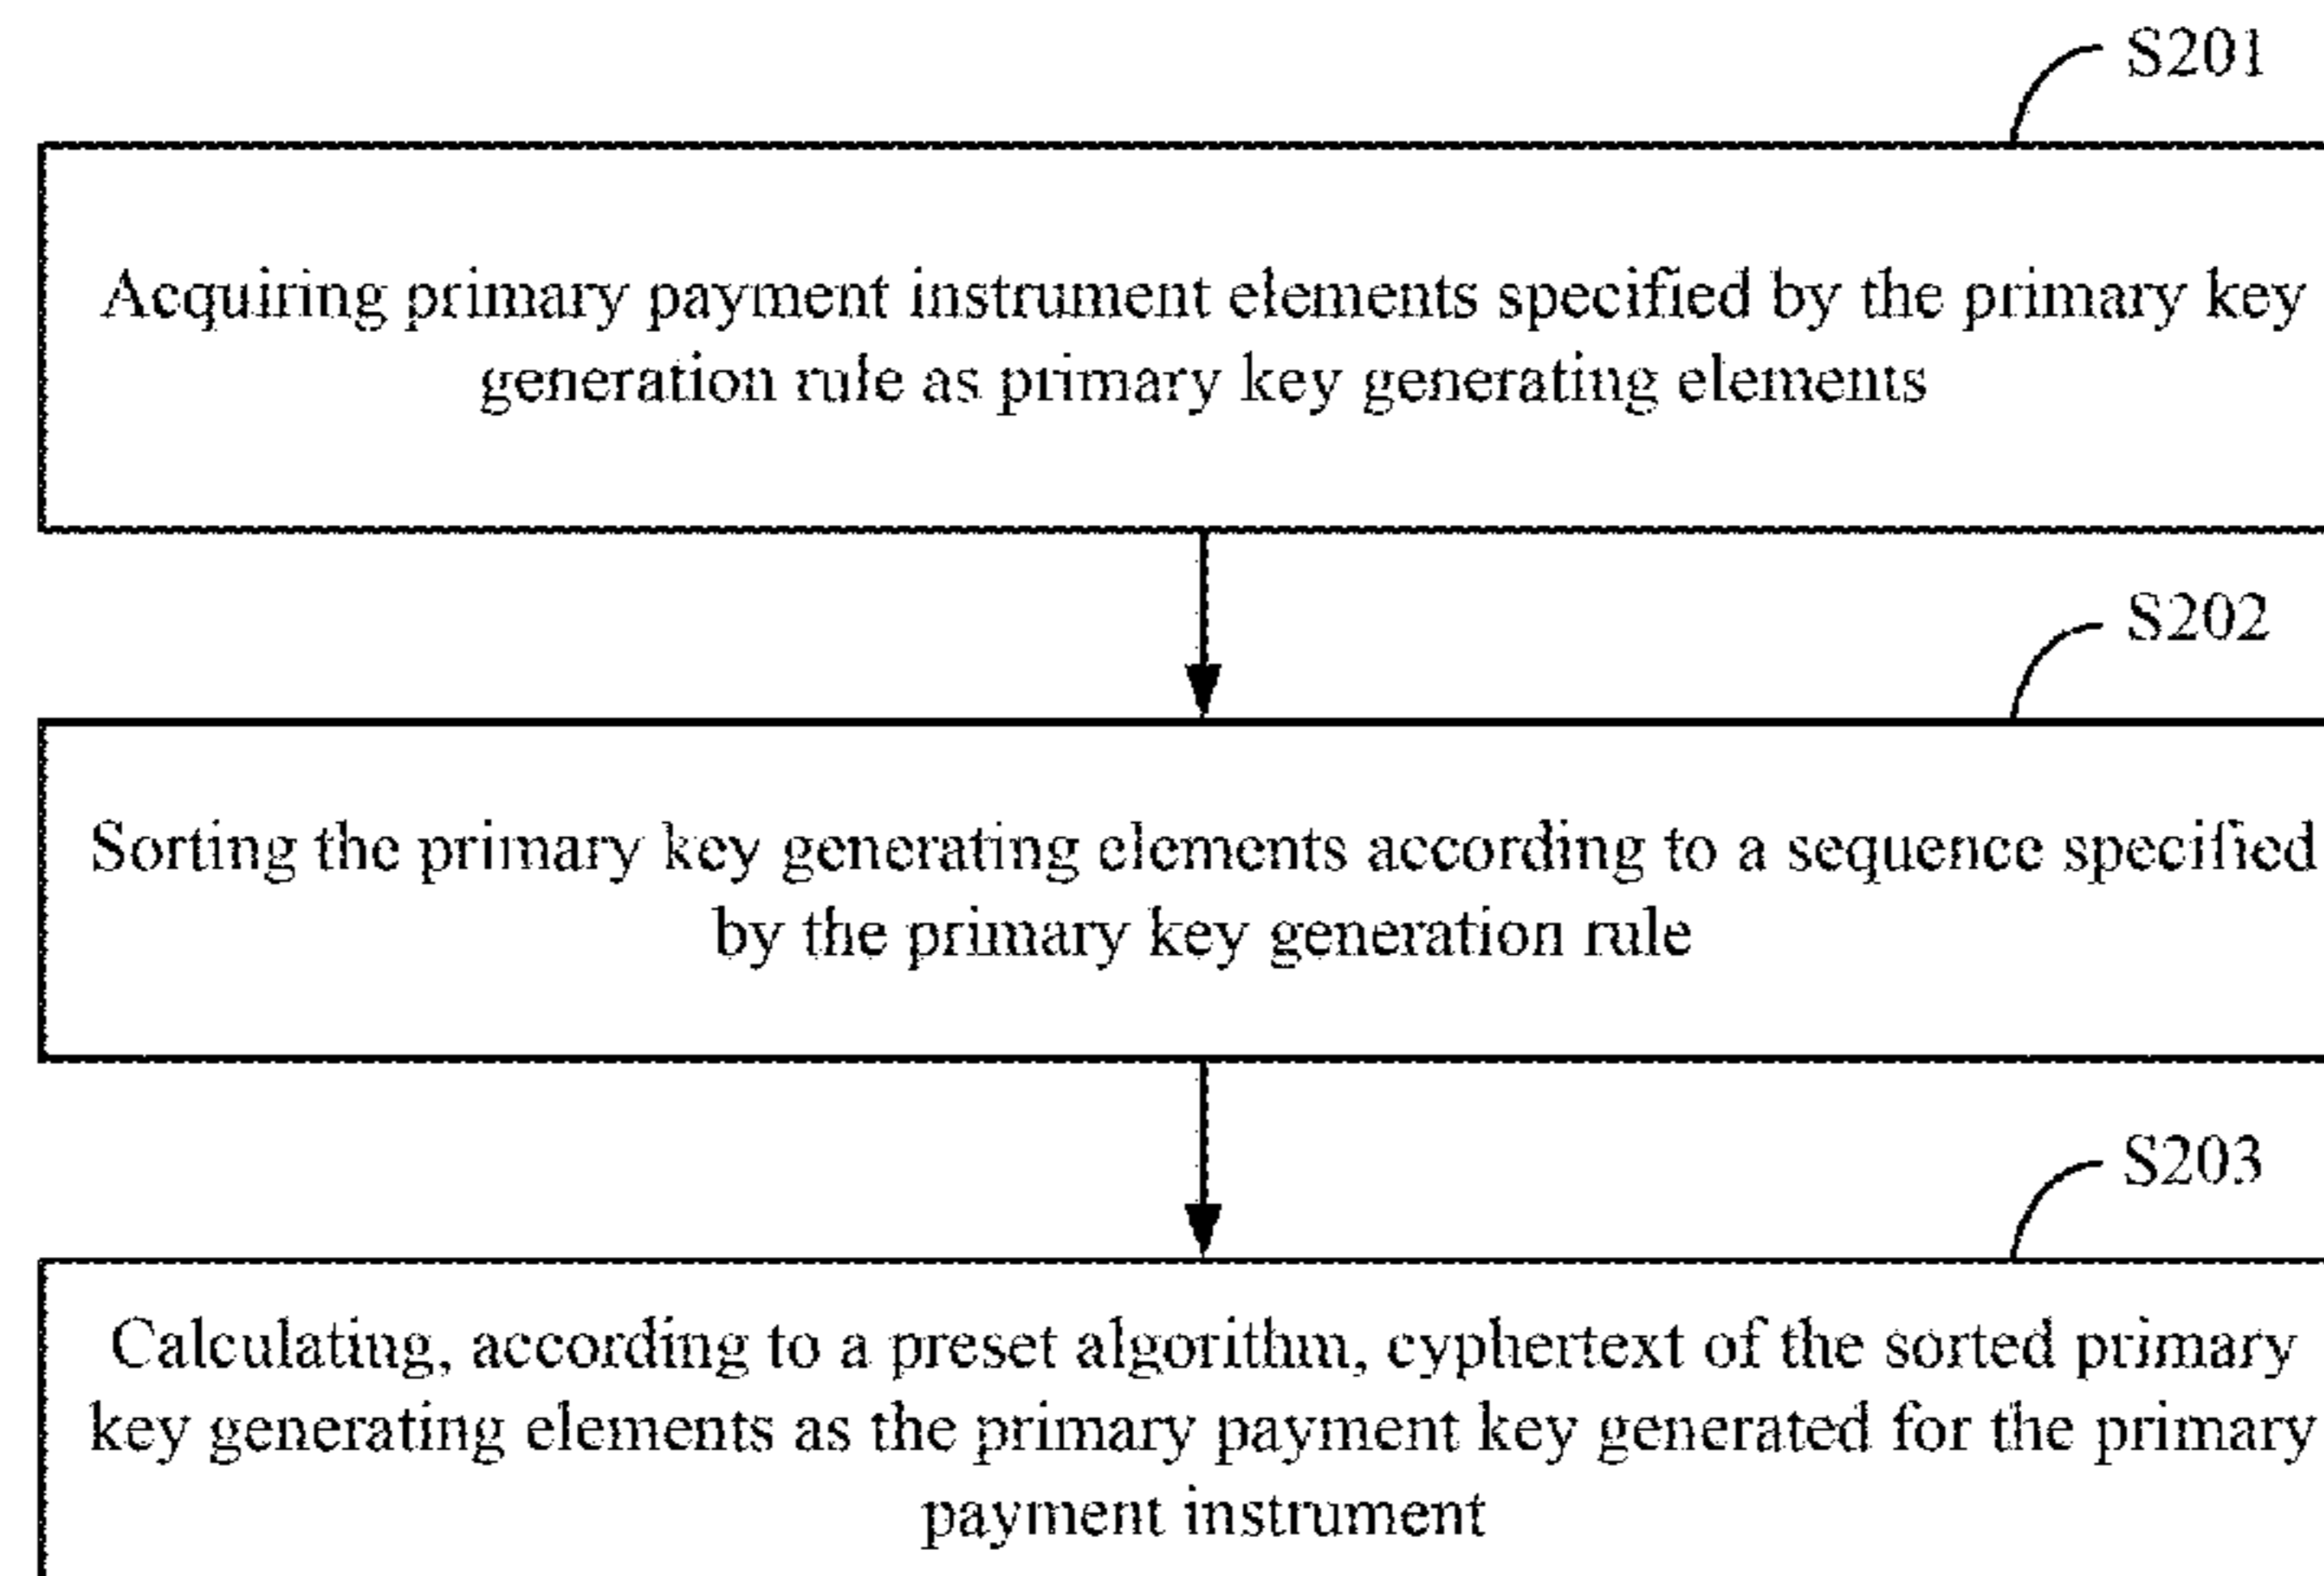 S201
Acquiring primary payment instrument elements specified by the primary key
generation rule as primary key generating elements
S202
Sorting the primary key generating elements according to a sequence specified
by the primary key generation rule
S203
Calculating, according to a preset algorithm, cyphertext of the sorted primary
key generating elements as the primary payment key generated for the primary
payment instrument